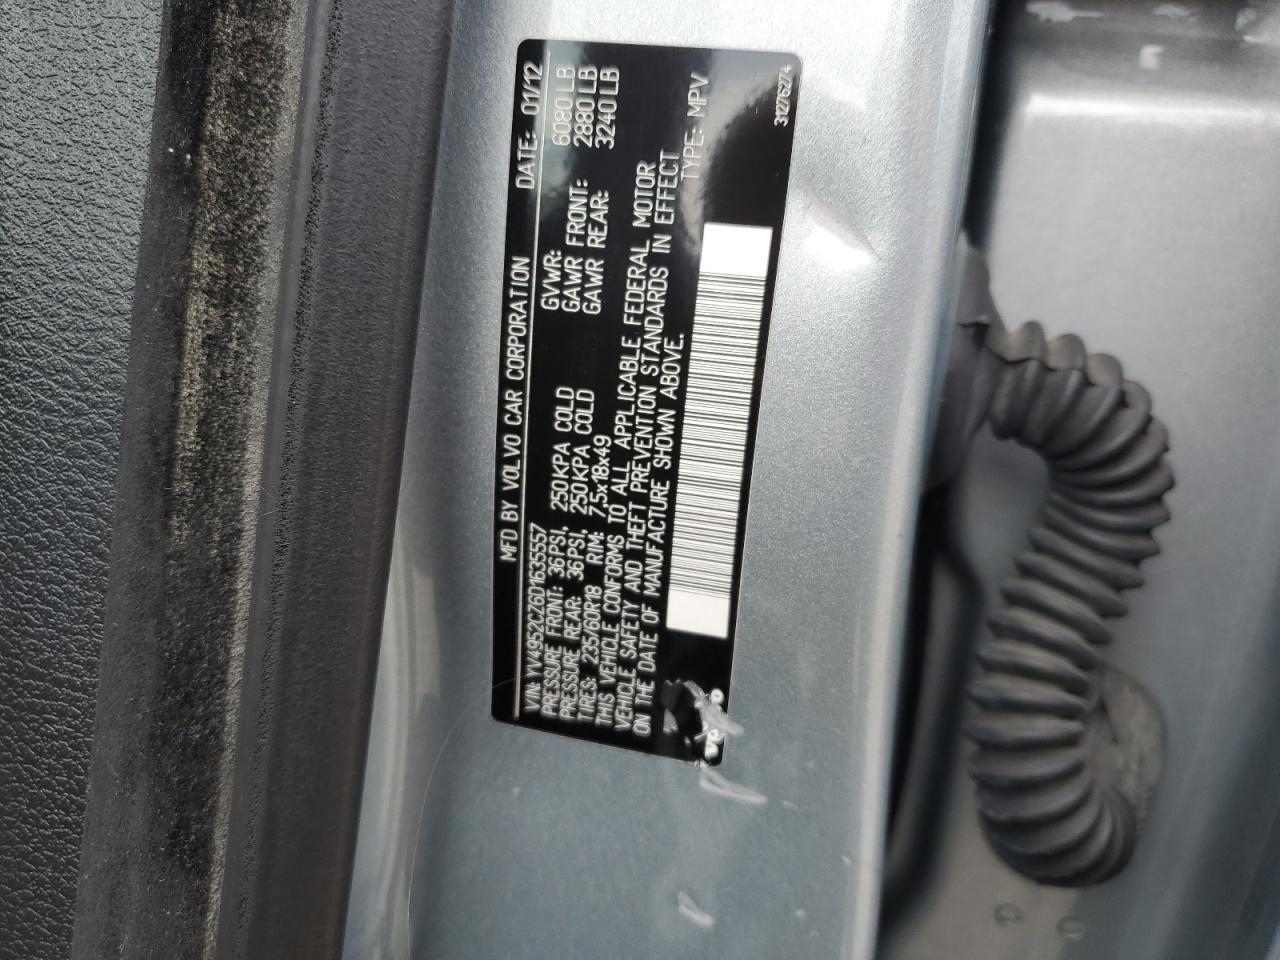 MFD BY VOLVO CAR CORPORATION DATE: 01/12
VIN: YV4952CZ6D1635557
PRESSURE FRONT: 36PSI, 250KPA COLD GVWR: 6080 LB
PRESSURE REAR: 36PSI, 250KPA COLD GAWR FRONT: 2880 LB
TIRES: 235/60R18 RIM: 7,5x18x49 GAWR REAR: 3240 LB
THIS VEHICLE CONFORMS TO ALL APPLICABLE FEDERAL MOTOR
VEHICLE SAFETY AND THEFT PREVENTION STANDARDS IN EFFECT
ON THE DATE OF MANUFACTURE SHOWN ABOVE. TYPE: MPV
31276274